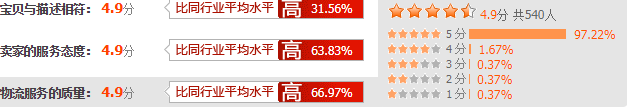 宝贝与描述相符: 4.9分 比同行业平均水平 高 31.56%
卖家的服务态度: 4.9分 比同行业平均水平 高 63.83%
物流服务的质量: 4.9分 比同行业平均水平 高 66.97%
4.9分 共540人
5 分 97.22%
4 分 1.67%
3 分 0.37%
2 分 0.37%
1 分 0.37%